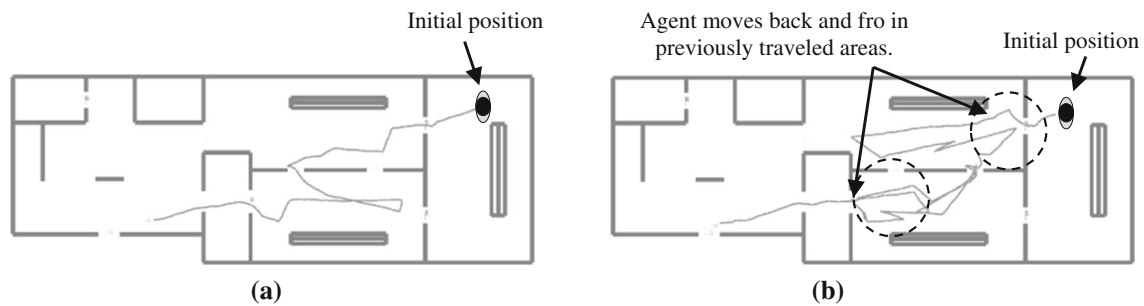 Initial position
Agent moves back and fro in
previously traveled areas.
Initial position
(a)
(b)